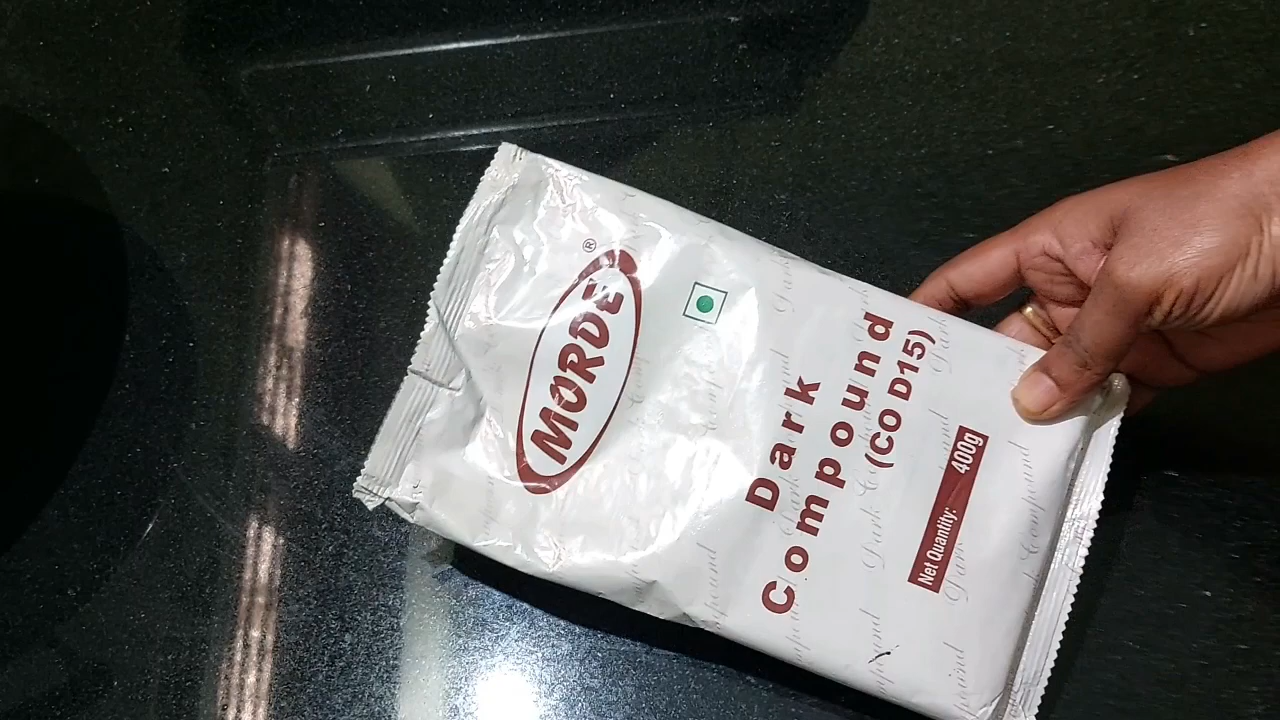 MORDE®
Dark
Compound
(CO D15)
Net Quantity: 400g